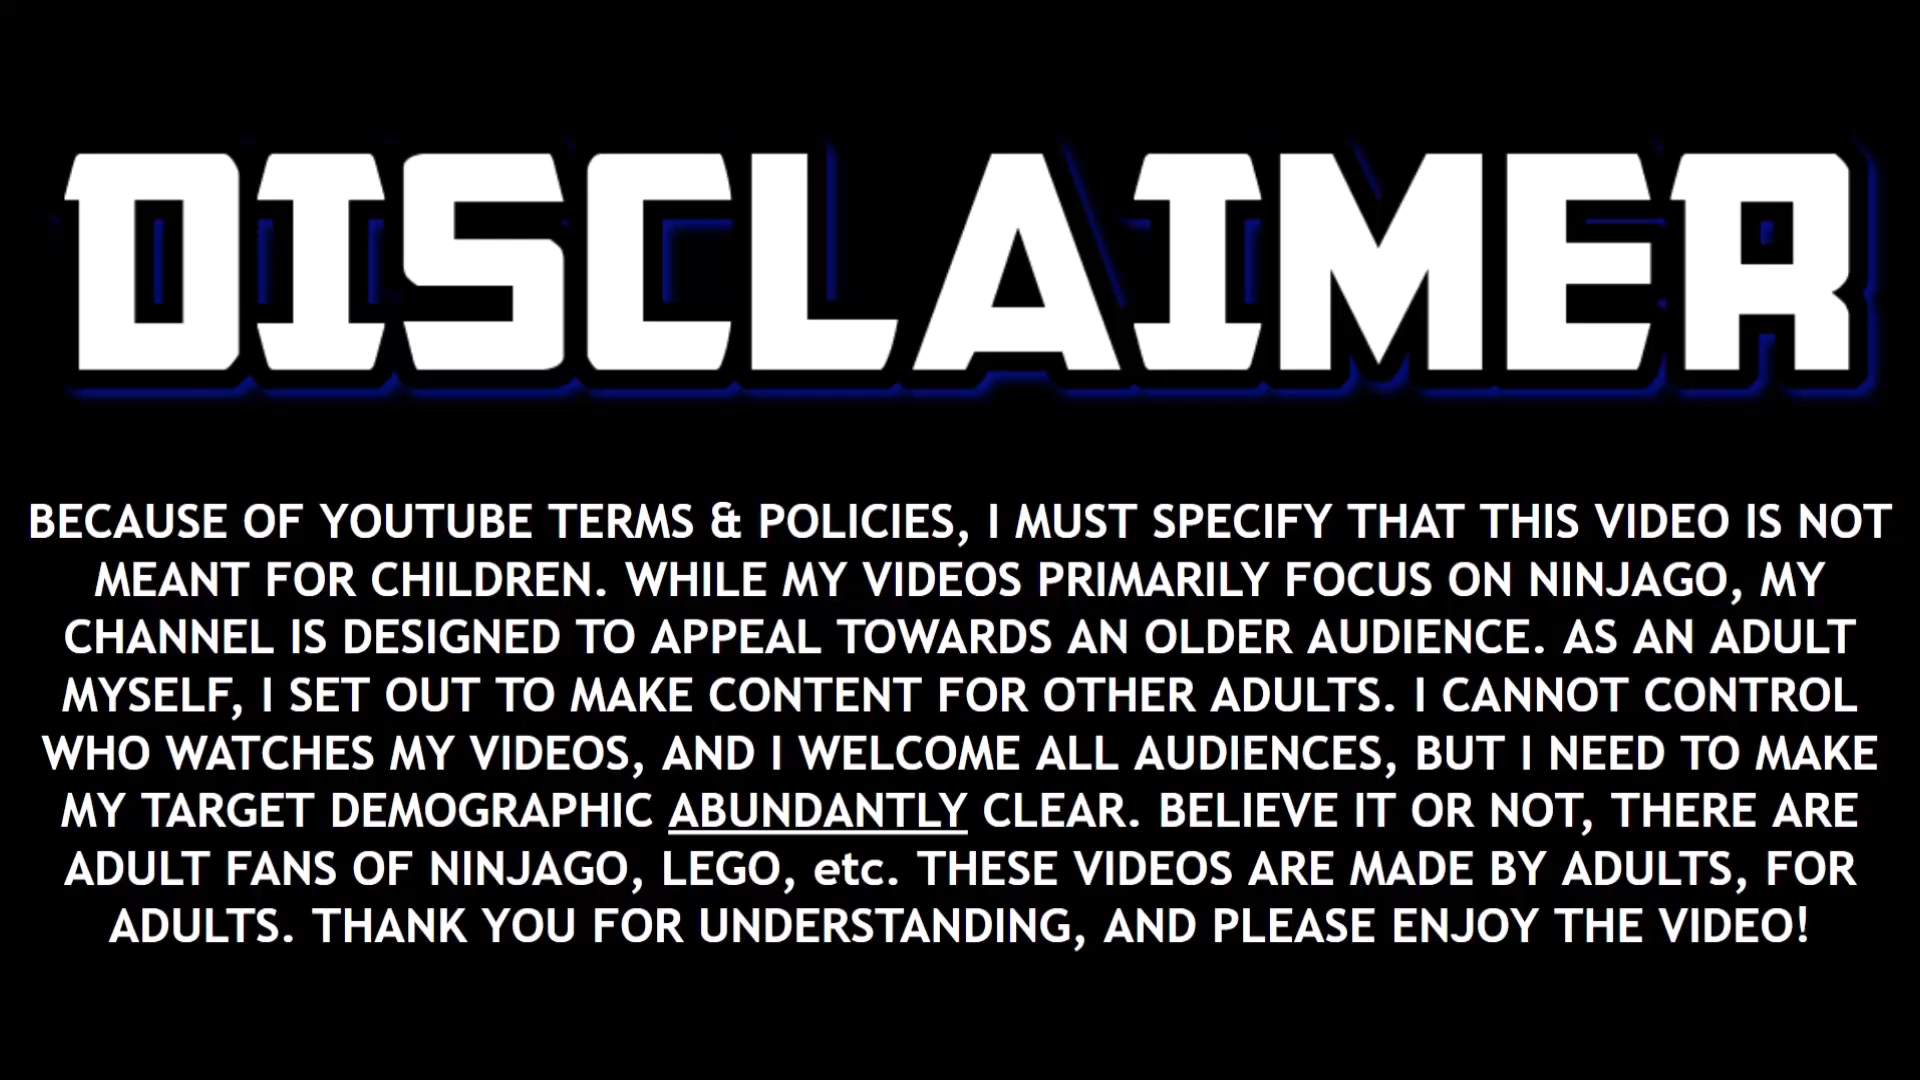 DISCLAIMER
BECAUSE OF YOUTUBE TERMS & POLICIES, I MUST SPECIFY THAT THIS VIDEO IS NOT
MEANT FOR CHILDREN. WHILE MY VIDEOS PRIMARILY FOCUS ON NINJAGO, MY
CHANNEL IS DESIGNED TO APPEAL TOWARDS AN OLDER AUDIENCE. AS AN ADULT
MYSELF, I SET OUT TO MAKE CONTENT FOR OTHER ADULTS. I CANNOT CONTROL
WHO WATCHES MY VIDEOS, AND I WELCOME ALL AUDIENCES, BUT I NEED TO MAKE
MY TARGET DEMOGRAPHIC ABUNDANTLY CLEAR. BELIEVE IT OR NOT, THERE ARE
ADULT FANS OF NINJAGO, LEGO, etc. THESE VIDEOS ARE MADE BY ADULTS, FOR
ADULTS. THANK YOU FOR UNDERSTANDING, AND PLEASE ENJOY THE VIDEO!